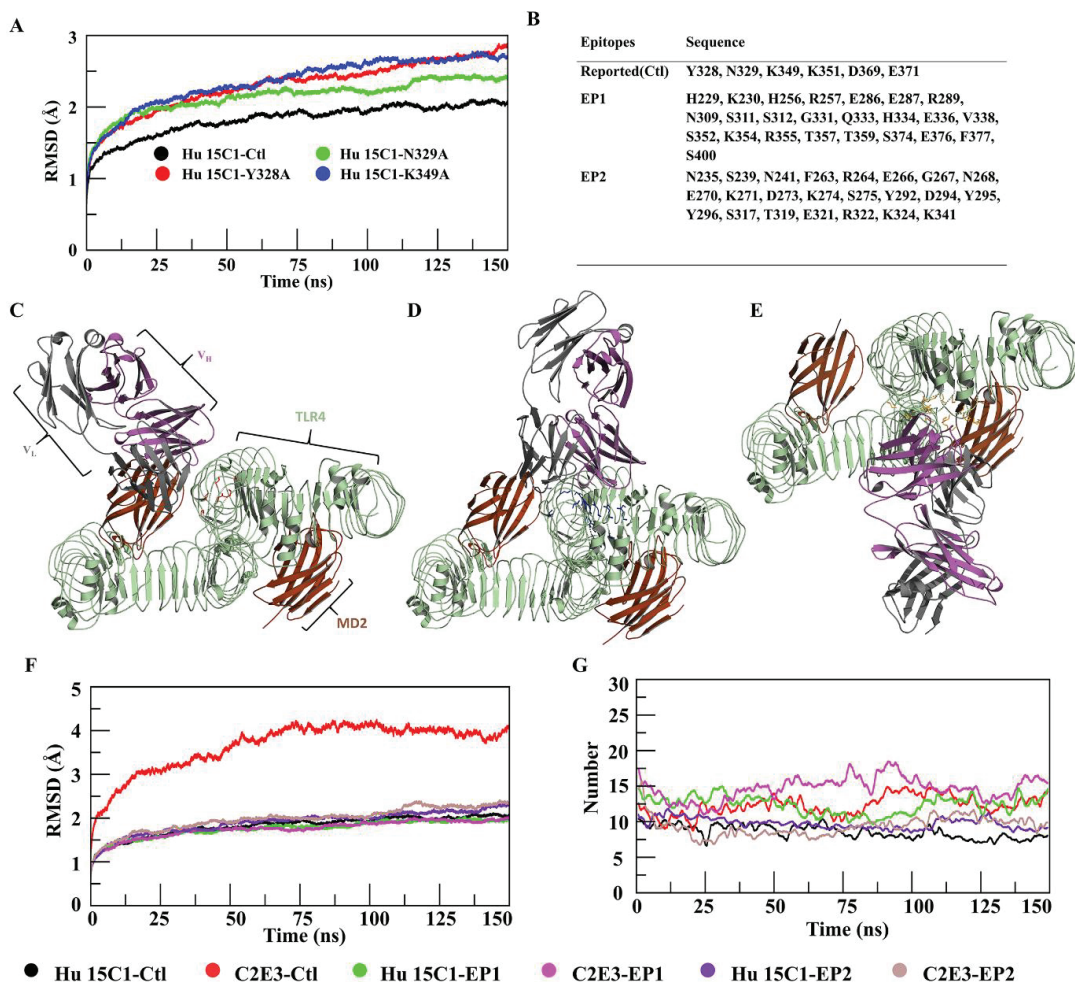 A
RMSD (Å)
3
2
1
0
0 25 50 75 100 125 150
Time (ns)
Hu 15C1-Ctl
Hu 15C1-N329A
Hu 15C1-Y328A
Hu 15C1-K349A
B
Epitopes Sequence
Reported(Ctl) Y328, N329, K349, K351, D369, E371
EP1 H229, K230, H256, R257, E286, E287, R289,
N309, S311, S312, G331, Q333, H334, E336, V338,
S352, K354, R355, T357, T359, S374, E376, F377,
S400
EP2 N235, S239, N241, F263, R264, E266, G267, N268,
E270, K271, D273, K274, S275, Y292, D294, Y295,
Y296, S317, T319, E321, R322, K324, K341
C
VH
VL
TLR4
MD2
D
E
F
RMSD (Å)
5
4
3
2
1
0
0 25 50 75 100 125 150
Time (ns)
G
Number
30
25
20
15
10
5
0
0 25 50 75 100 125 150
Time (ns)
Hu 15C1-Ctl C2E3-Ctl Hu 15C1-EP1 C2E3-EP1 Hu 15C1-EP2 C2E3-EP2